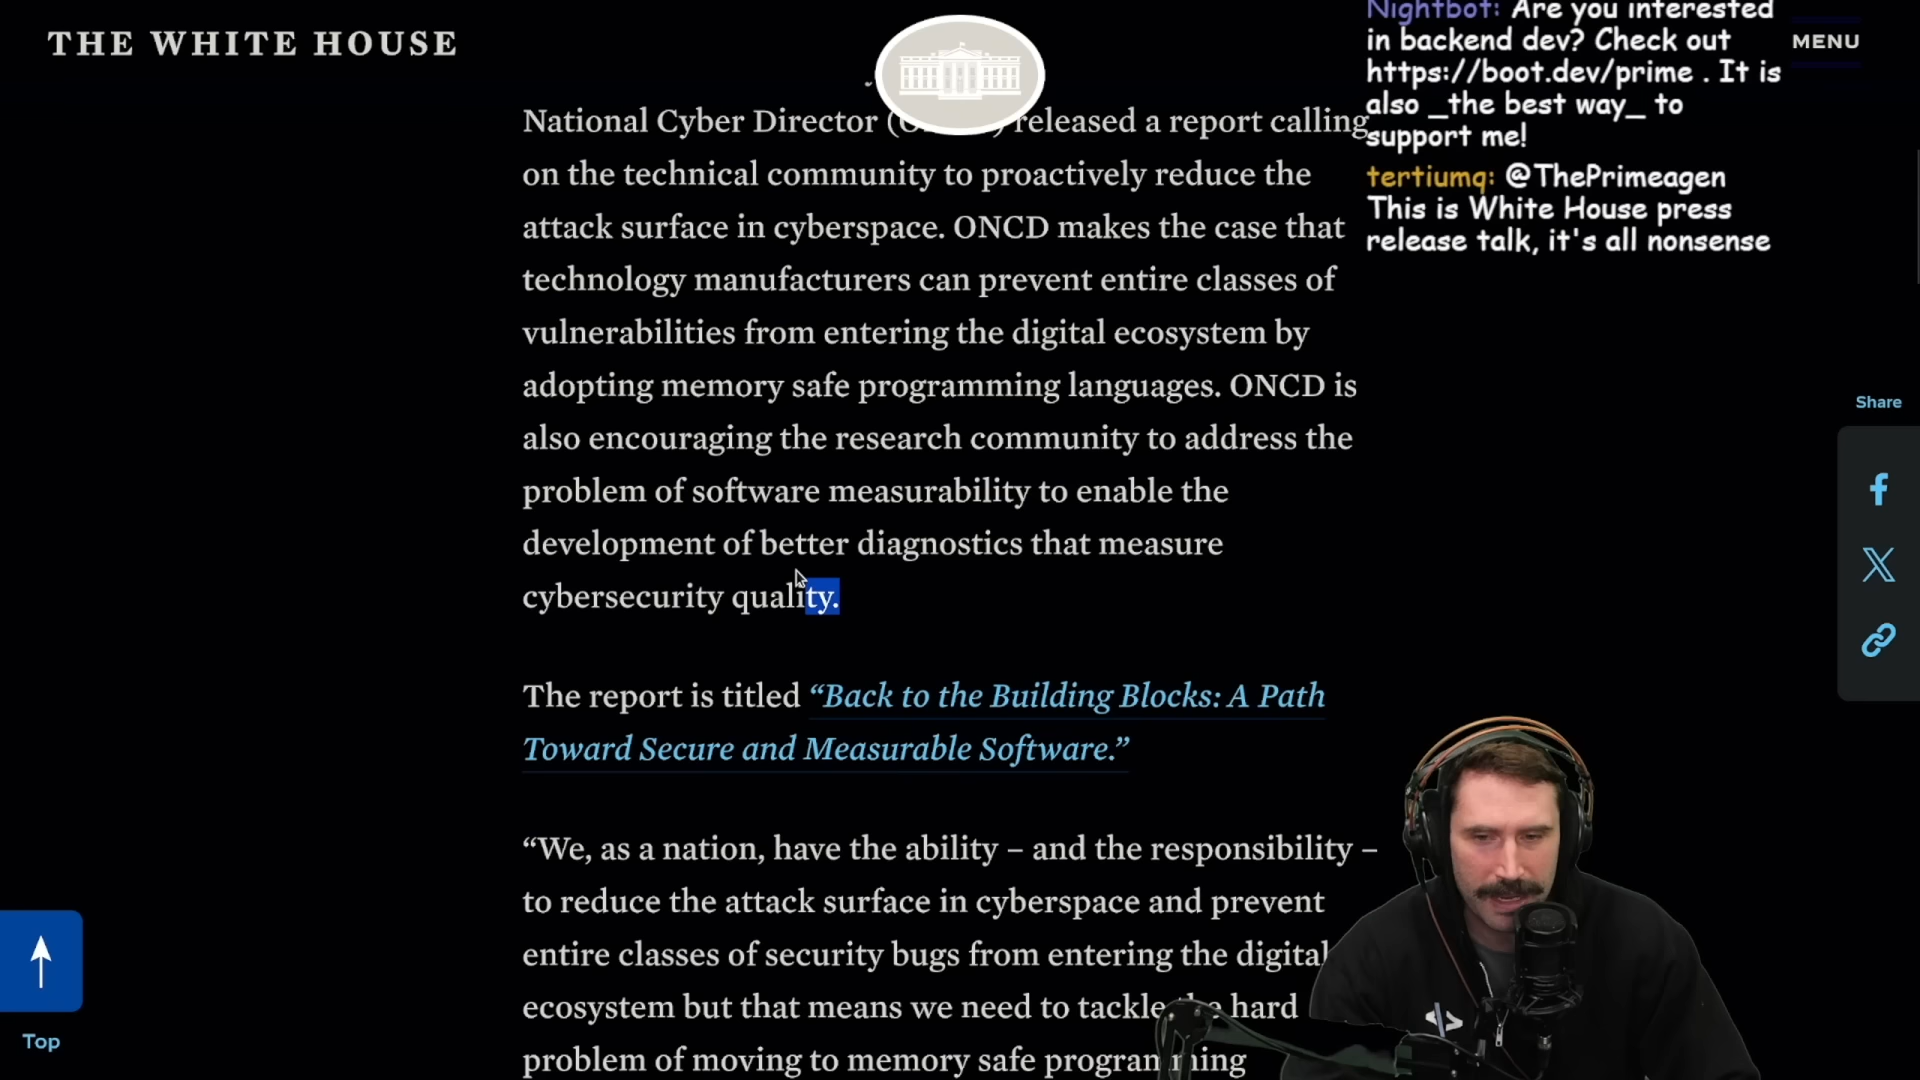 THE WHITE HOUSE
MENU
National Cyber Director ( ) released a report calling
on the technical community to proactively reduce the
attack surface in cyberspace. ONCD makes the case that
technology manufacturers can prevent entire classes of
vulnerabilities from entering the digital ecosystem by
adopting memory safe programming languages. ONCD is
also encouraging the research community to address the
problem of software measurability to enable the
development of better diagnostics that measure
cybersecurity quality.
The report is titled “Back to the Building Blocks: A Path
Toward Secure and Measurable Software.”
“We, as a nation, have the ability – and the responsibility –
to reduce the attack surface in cyberspace and prevent
entire classes of security bugs from entering the digital
ecosystem but that means we need to tackle the hard
problem of moving to memory safe programming
Nightbot: Are you interested
in backend dev? Check out
https://boot.dev/prime . It is
also _the best way_ to
support me!
tertiumq: @ThePrimeagen
This is White House press
release talk, it's all nonsense
Share
Top